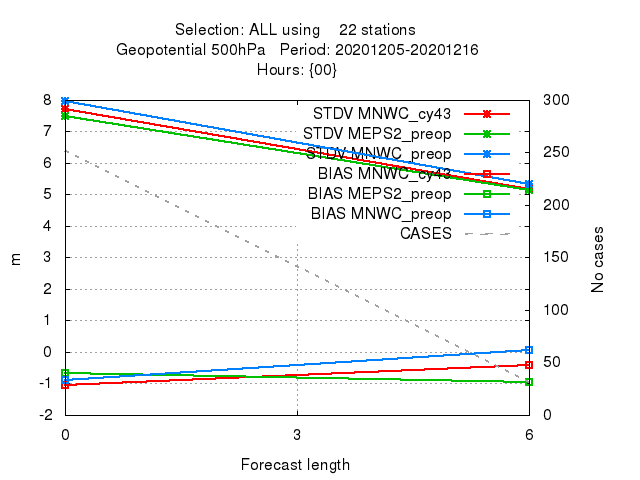 Selection: ALL using 22 stations
Geopotential 500hPa Period: 20201205-20201216
Hours: {00}
8
7
6
5
4
3
2
1
0
-1
-2
m
300
250
200
150
100
50
0
No cases
STDV MNWC_cy43
STDV MEPS2_preop
STDV MNWC_preop
BIAS MNWC_cy43
BIAS MEPS2_preop
BIAS MNWC_preop
CASES
0 3 6
Forecast length